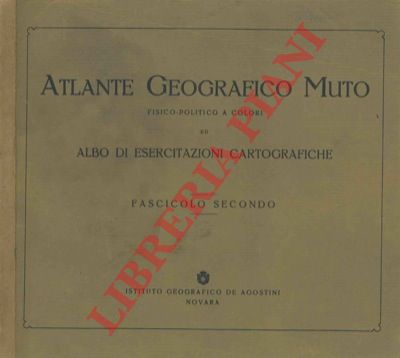 ATLANTE GEOGRAFICO MUTO
FISICO-POLITICO A COLORI
ED
ALBO DI ESERCITAZIONI CARTOGRAFICHE
FASCICOLO SECONDO
ISTITUTO GEOGRAFICO DE AGOSTINI
NOVARA
LIBRERIA PIANI